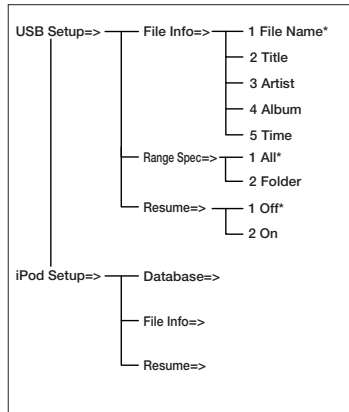 USB Setup=> File Info=> 1 File Name*
2 Title
3 Artist
4 Album
5 Time
Range Spec=> 1 All*
2 Folder
Resume=> 1 Off*
2 On
iPod Setup=> Database=>
File Info=>
Resume=>